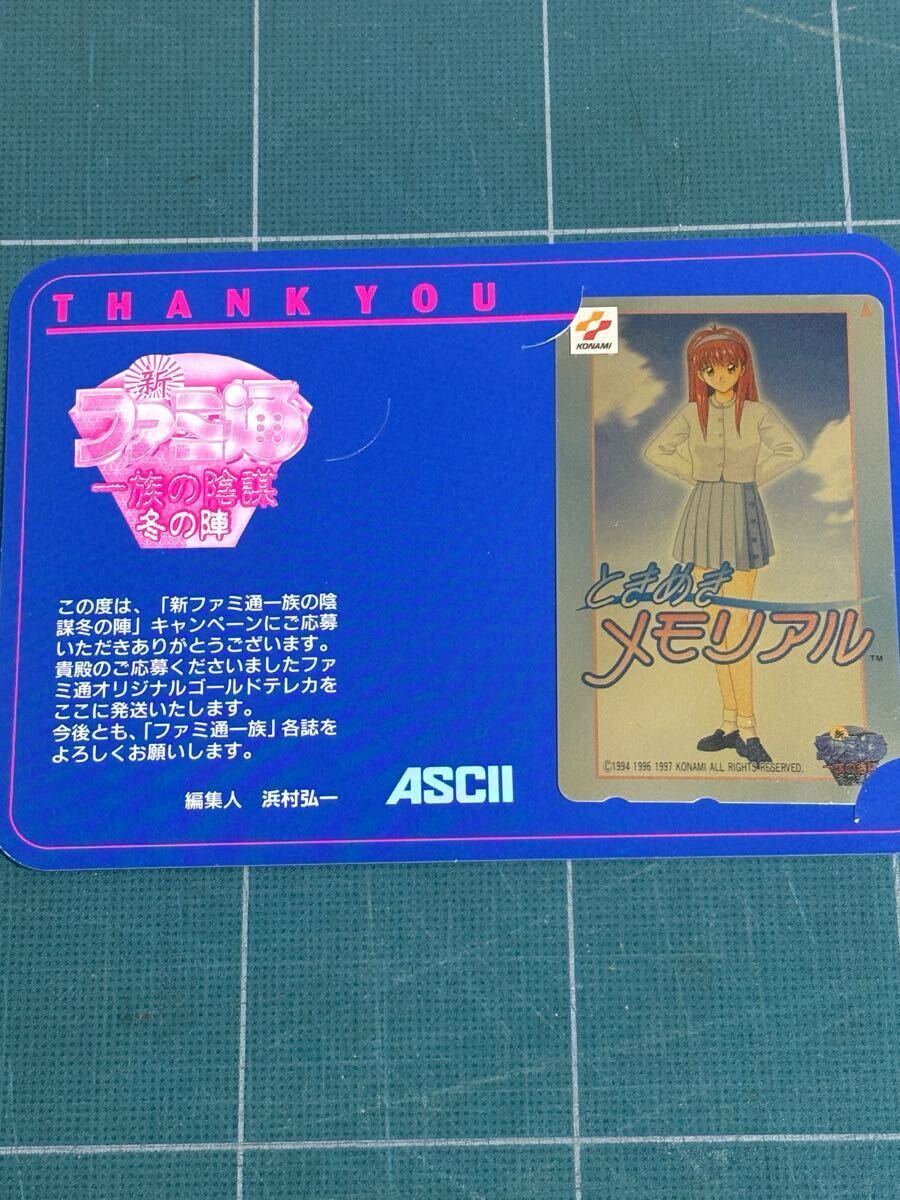 THANK YOU
新
ファミ通
一族の陰謀
冬の陣
この度は、「新ファミ通一族の陰
謀冬の陣」キャンペーンにご応募
いただきありがとうございます。
貴殿のご応募くださいましたファ
ミ通オリジナルゴールドテレカを
ここに発送いたします。
今後とも、「ファミ通一族」各誌を
よろしくお願いします。
編集人 浜村弘一
ASCII
KONAMI
ときめき
メモリアル™
©1994 1996 1997 KONAMI ALL RIGHTS RESERVED.
新
ファミ通